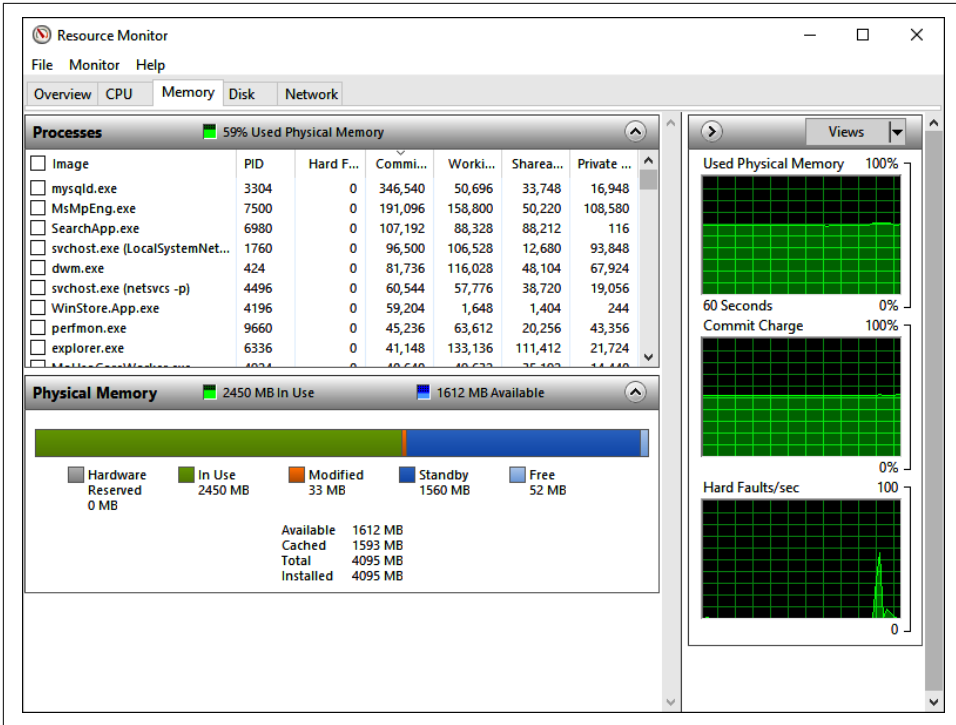 Resource Monitor
File Monitor Help
Overview CPU Memory Disk Network
Processes 59% Used Physical Memory
Image PID Hard F... Commi... Worki... Sharea... Private ...
mysqld.exe 3304 0 346,540 50,696 33,748 16,948
MsMpEng.exe 7500 0 191,096 158,800 50,220 108,580
SearchApp.exe 6980 0 107,192 88,328 88,212 116
svchost.exe (LocalSystemNet... 1760 0 96,500 106,528 12,680 93,848
dwm.exe 424 0 81,736 116,028 48,104 67,924
svchost.exe (netsvcs -p) 4496 0 60,544 57,776 38,720 19,056
WinStore.App.exe 4196 0 59,204 1,648 1,404 244
perfmon.exe 9660 0 45,236 63,612 20,256 43,356
explorer.exe 6336 0 41,148 133,136 111,412 21,724
Physical Memory 2450 MB In Use 1612 MB Available
Hardware Reserved 0 MB
In Use 2450 MB
Modified 33 MB
Standby 1560 MB
Free 52 MB
Available 1612 MB
Cached 1593 MB
Total 4095 MB
Installed 4095 MB
Views
Used Physical Memory 100%
60 Seconds 0%
Commit Charge 100%
0%
Hard Faults/sec 100
0